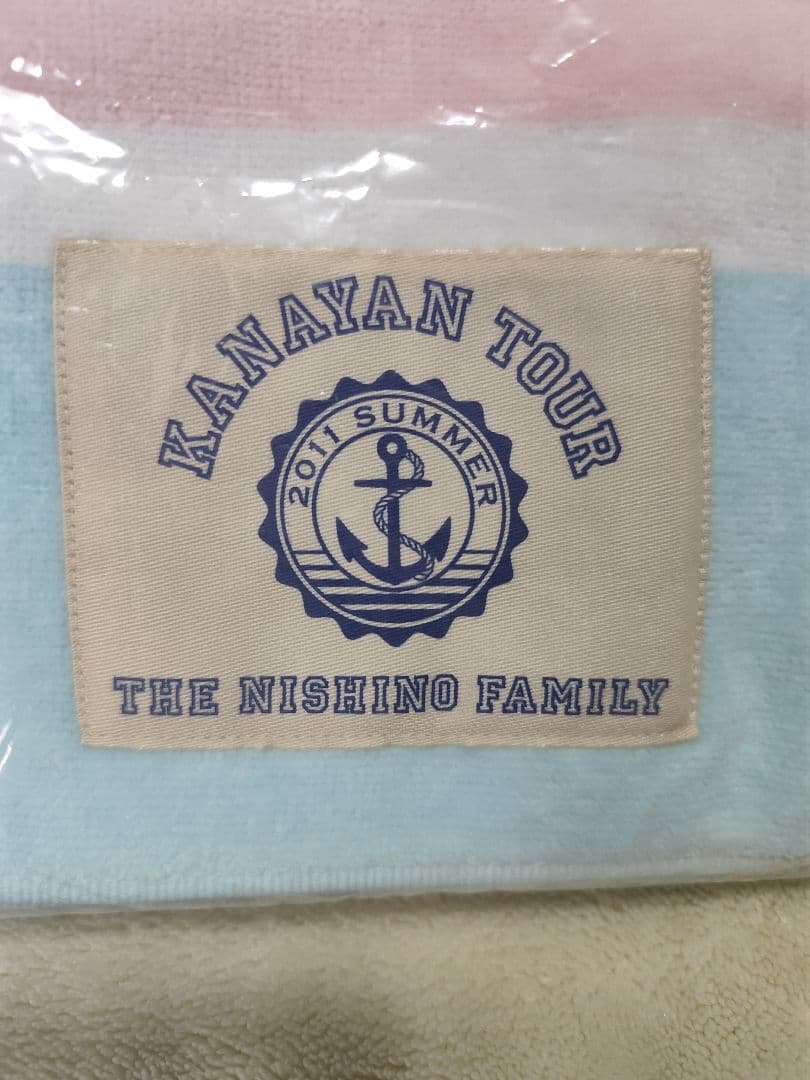 KANAYAN TOUR
2011 SUMMER
THE NISHINO FAMILY